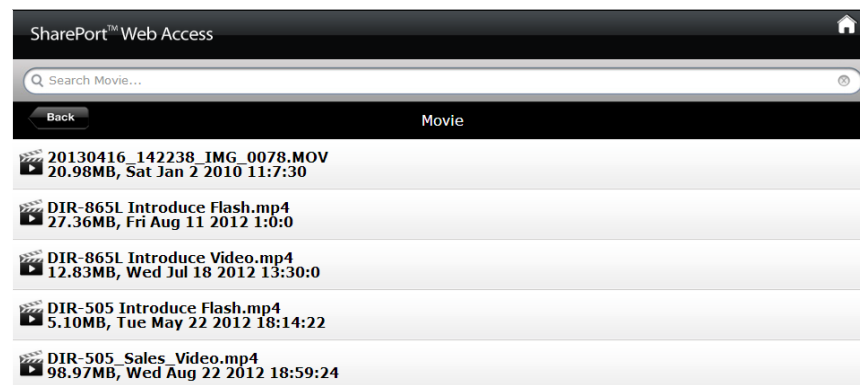 SharePort™ Web Access
Search Movie...
Back
Movie
20130416_142238_IMG_0078.MOV
20.98MB, Sat Jan 2 2010 11:7:30
DIR-865L Introduce Flash.mp4
27.36MB, Fri Aug 11 2012 1:0:0
DIR-865L Introduce Video.mp4
12.83MB, Wed Jul 18 2012 13:30:0
DIR-505 Introduce Flash.mp4
5.10MB, Tue May 22 2012 18:14:22
DIR-505_Sales_Video.mp4
98.97MB, Wed Aug 22 2012 18:59:24